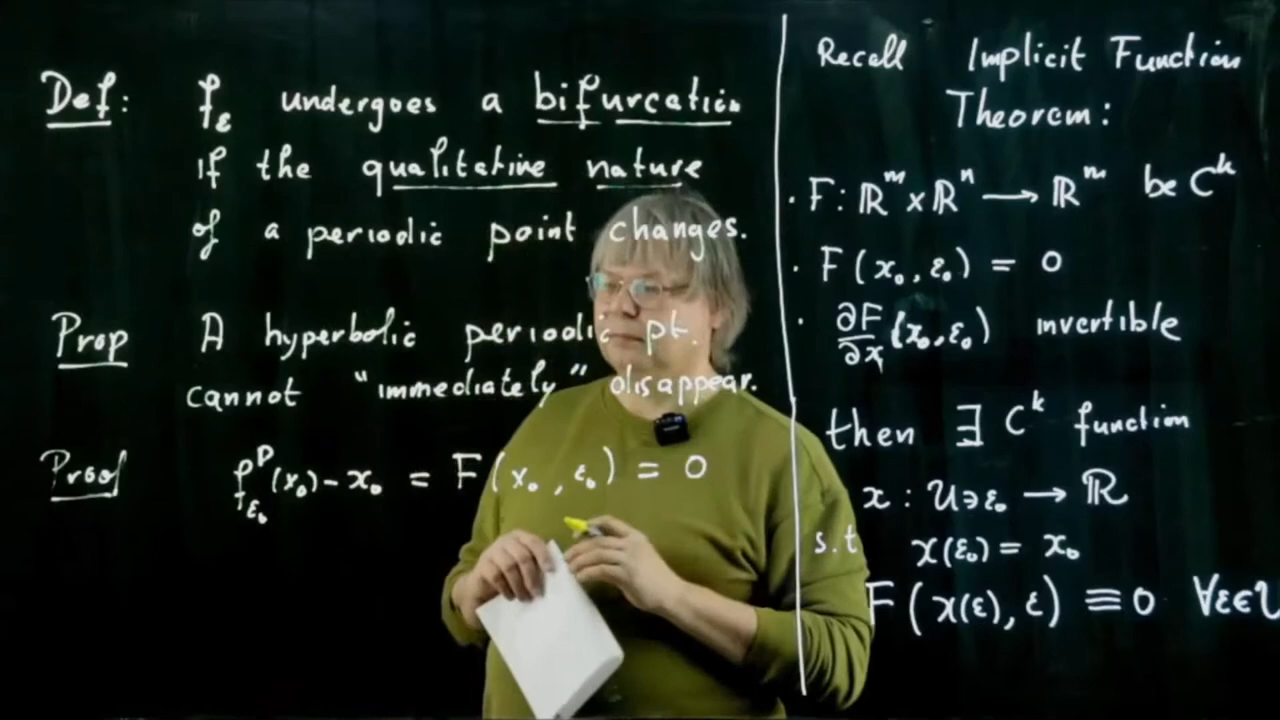 Def: f_ε undergoes a bifurcation
if the qualitative nature
of a periodic point changes.
Prop A hyperbolic periodic pt.
cannot "immediately" disappear.
Proof f^p_{ε₀}(x₀) - x₀ = F(x₀, ε₀) = 0
Recall Implicit Function
Theorem:
· F: ℝ^m × ℝ^n → ℝ^m be C^k
· F(x₀, ε₀) = 0
· ∂F/∂x (x₀, ε₀) invertible
then ∃ C^k function
x : U ∋ ε₀ → ℝ
s.t x(ε₀) = x₀
F(x(ε), ε) ≡ 0 ∀ε∈U